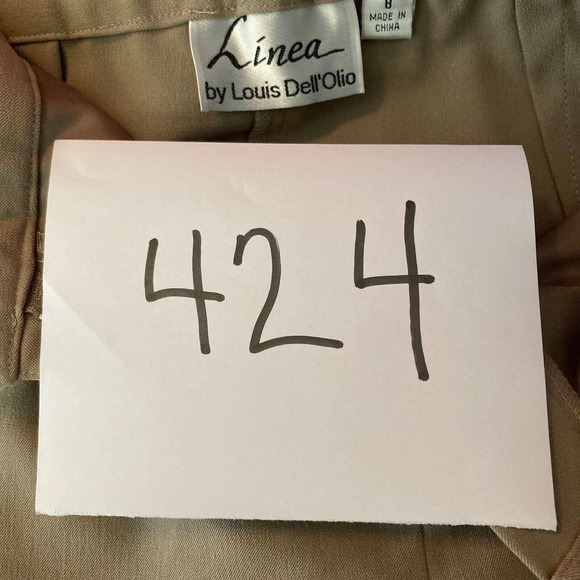 Linea
by Louis Dell'Olio
8
MADE IN
CHINA
424